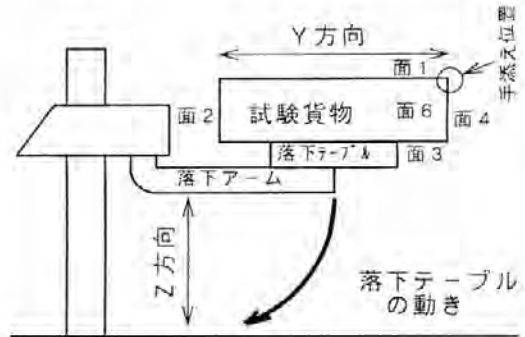 Y方向
手添え位置
面1
面2
試験貨物
面6
面4
落下テーブル
面3
落下アーム
Z方向
落下テーブル
の動き